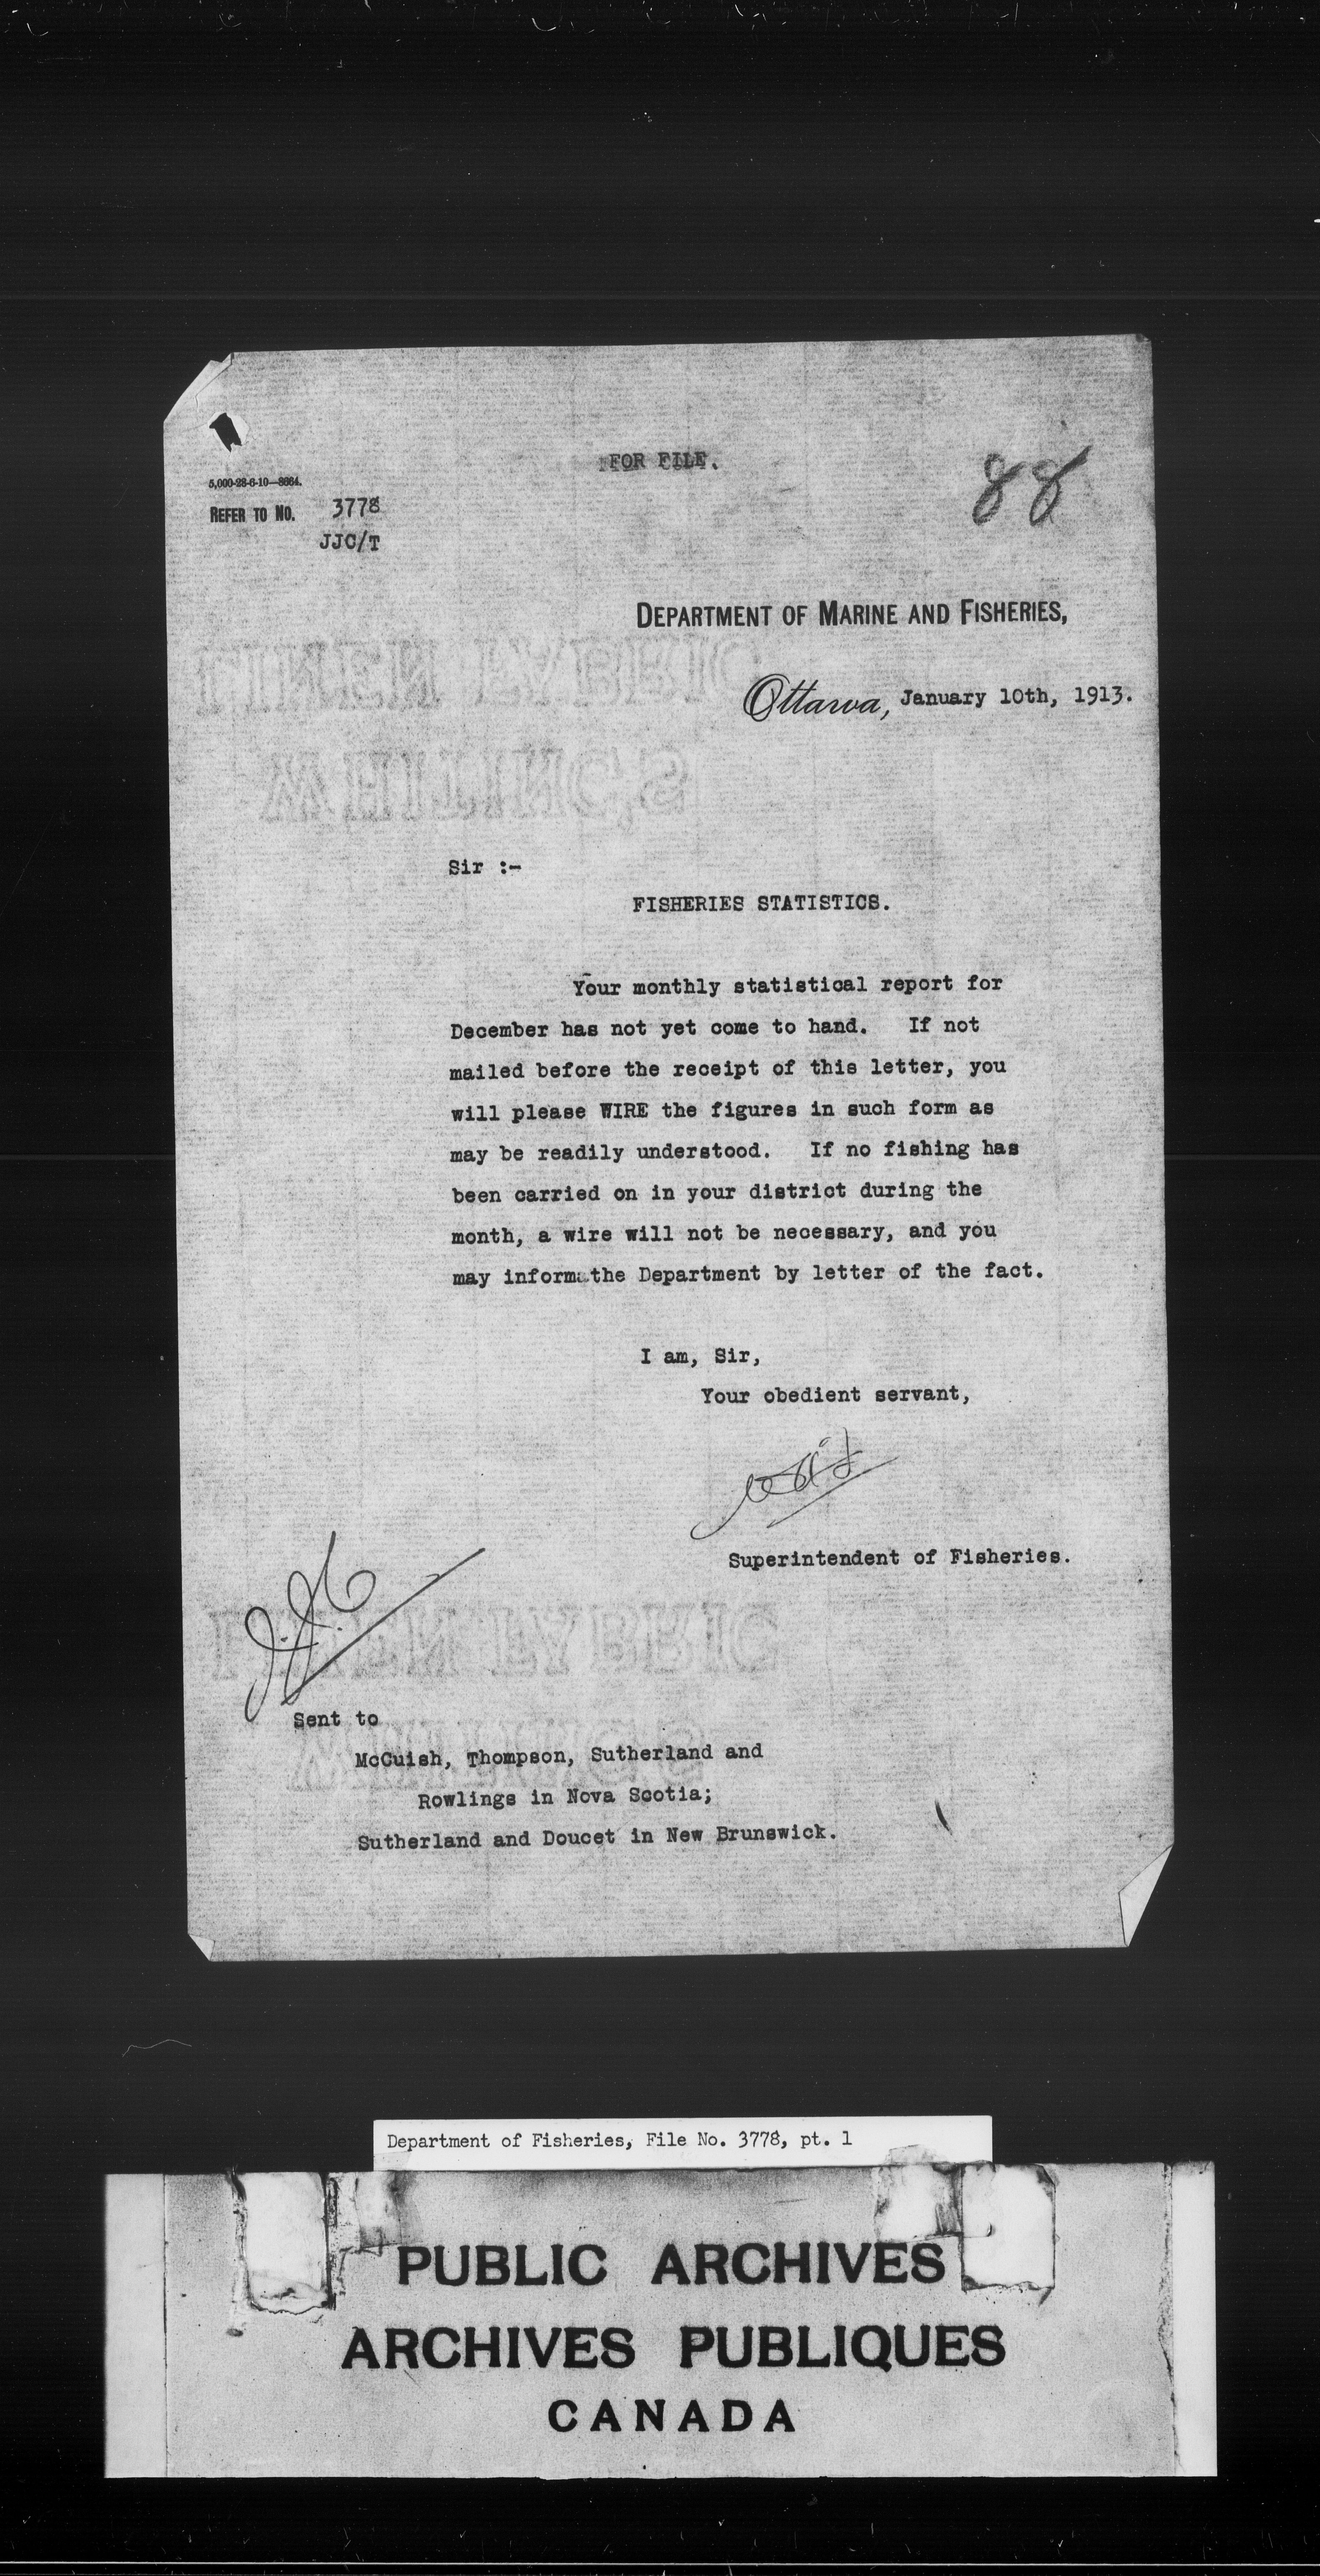 FOR FILE.
88
5,000-28-6-10—8664.
REFER TO NO. 3778
JJC/T
DEPARTMENT OF MARINE AND FISHERIES,
Ottawa, January 10th, 1913.
Sir :-
FISHERIES STATISTICS.
Your monthly statistical report for
December has not yet come to hand. If not
mailed before the receipt of this letter, you
will please WIRE the figures in such form as
may be readily understood. If no fishing has
been carried on in your district during the
month, a wire will not be necessary, and you
may inform the Department by letter of the fact.
I am, Sir,
Your obedient servant,
Superintendent of Fisheries.
J.J.C.
Sent to
McCuish, Thompson, Sutherland and
Rowlings in Nova Scotia;
Sutherland and Doucet in New Brunswick.
Department of Fisheries, File No. 3778, pt. 1
PUBLIC ARCHIVES
ARCHIVES PUBLIQUES
CANADA